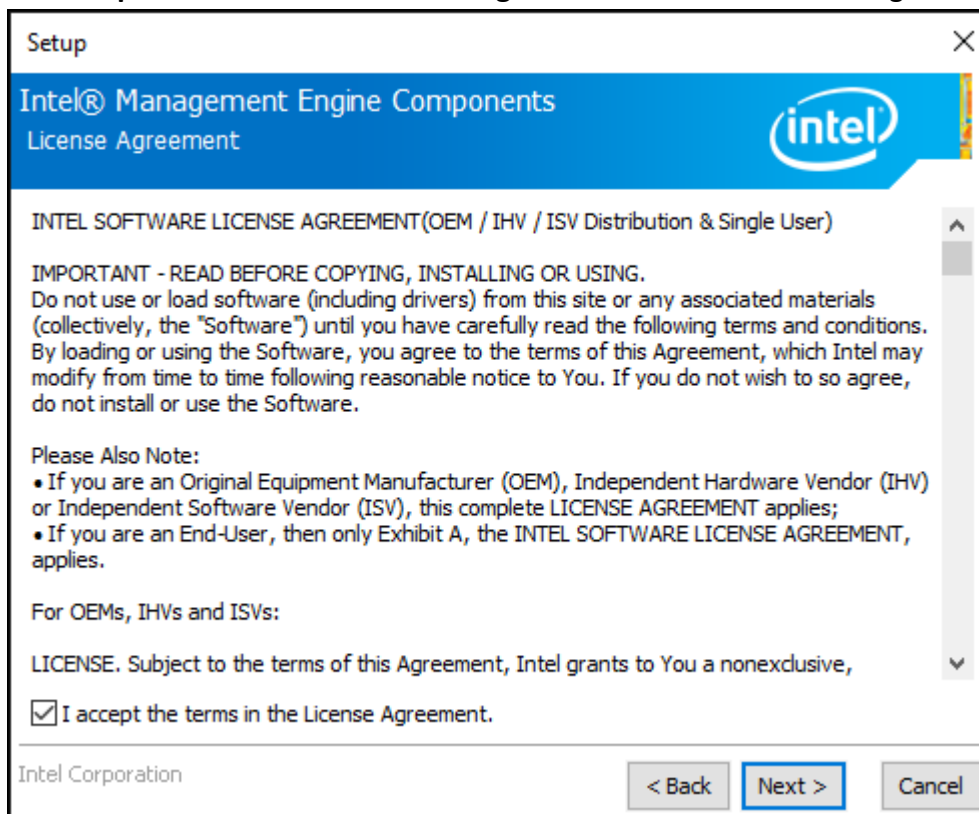 Setup
Intel® Management Engine Components
License Agreement
intel
INTEL SOFTWARE LICENSE AGREEMENT(OEM / IHV / ISV Distribution & Single User)
IMPORTANT - READ BEFORE COPYING, INSTALLING OR USING.
Do not use or load software (including drivers) from this site or any associated materials
(collectively, the "Software") until you have carefully read the following terms and conditions.
By loading or using the Software, you agree to the terms of this Agreement, which Intel may
modify from time to time following reasonable notice to You. If you do not wish to so agree,
do not install or use the Software.
Please Also Note:
• If you are an Original Equipment Manufacturer (OEM), Independent Hardware Vendor (IHV)
or Independent Software Vendor (ISV), this complete LICENSE AGREEMENT applies;
• If you are an End-User, then only Exhibit A, the INTEL SOFTWARE LICENSE AGREEMENT,
applies.
For OEMs, IHVs and ISVs:
LICENSE. Subject to the terms of this Agreement, Intel grants to You a nonexclusive,
I accept the terms in the License Agreement.
Intel Corporation
< Back
Next >
Cancel